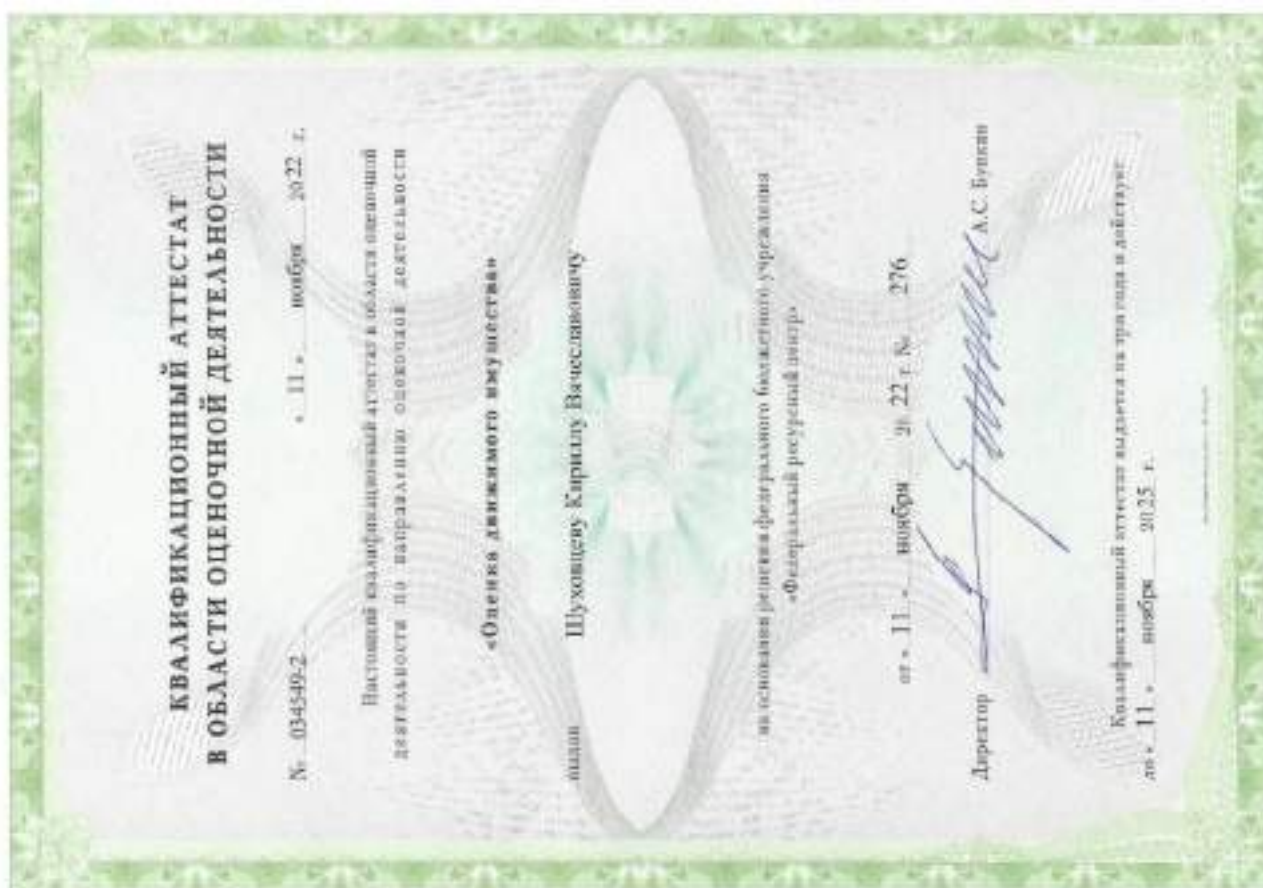 КВАЛИФИКАЦИОННЫЙ АТТЕСТАТ
В ОБЛАСТИ ОЦЕНОЧНОЙ ДЕЯТЕЛЬНОСТИ
№ 034549-2 « 11 » ноября 2022 г.
Настоящий квалификационный аттестат в области оценочной
деятельности по направлению оценочной деятельности
«Оценка движимого имущества»
выдан Шуховцеву Кириллу Вячеславовичу
на основании решения федерального бюджетного учреждения
«Федеральный ресурсный центр»
от « 11 » ноября 20 22 г. № 276
Директор А.С. Бункин
Квалификационный аттестат выдается на три года и действует
до « 11 » ноября 2025 г.